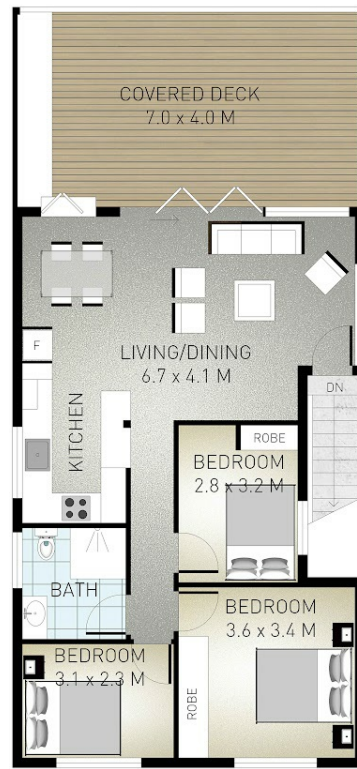 COVERED DECK
7.0 x 4.0 M
F
LIVING/DINING
6.7 x 4.1 M
DN
KITCHEN
ROBE
BEDROOM
2.8 x 3.2 M
BATH
BEDROOM
3.6 x 3.4 M
BEDROOM
3.1 x 2.3 M
ROBE